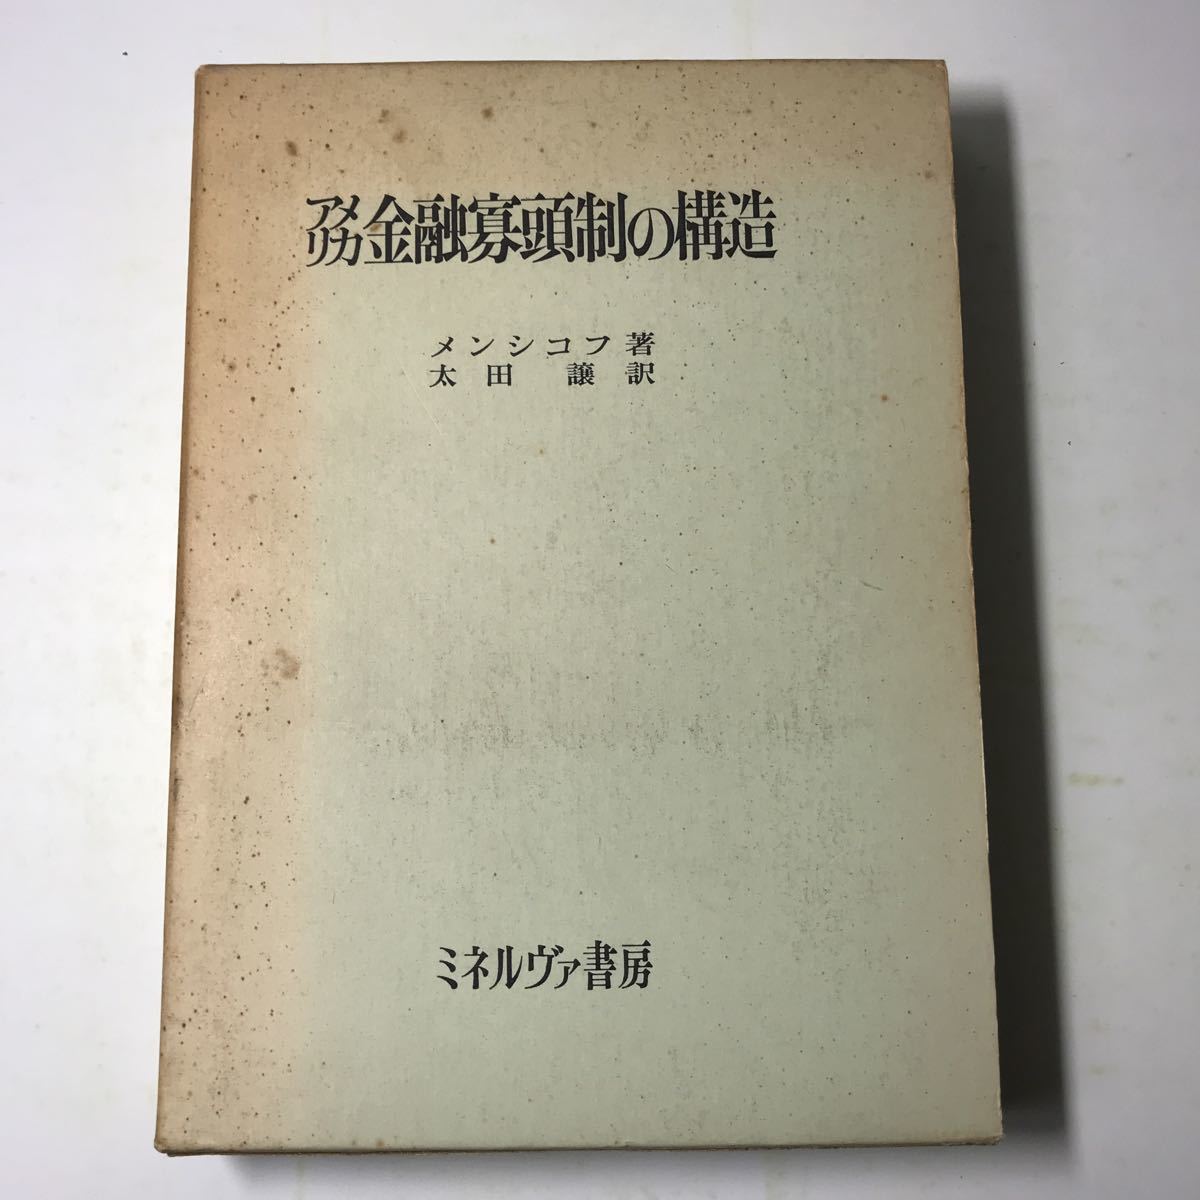 アメリカ金融寡頭制の構造
メンシコフ著
太田 譲訳
ミネルヴァ書房